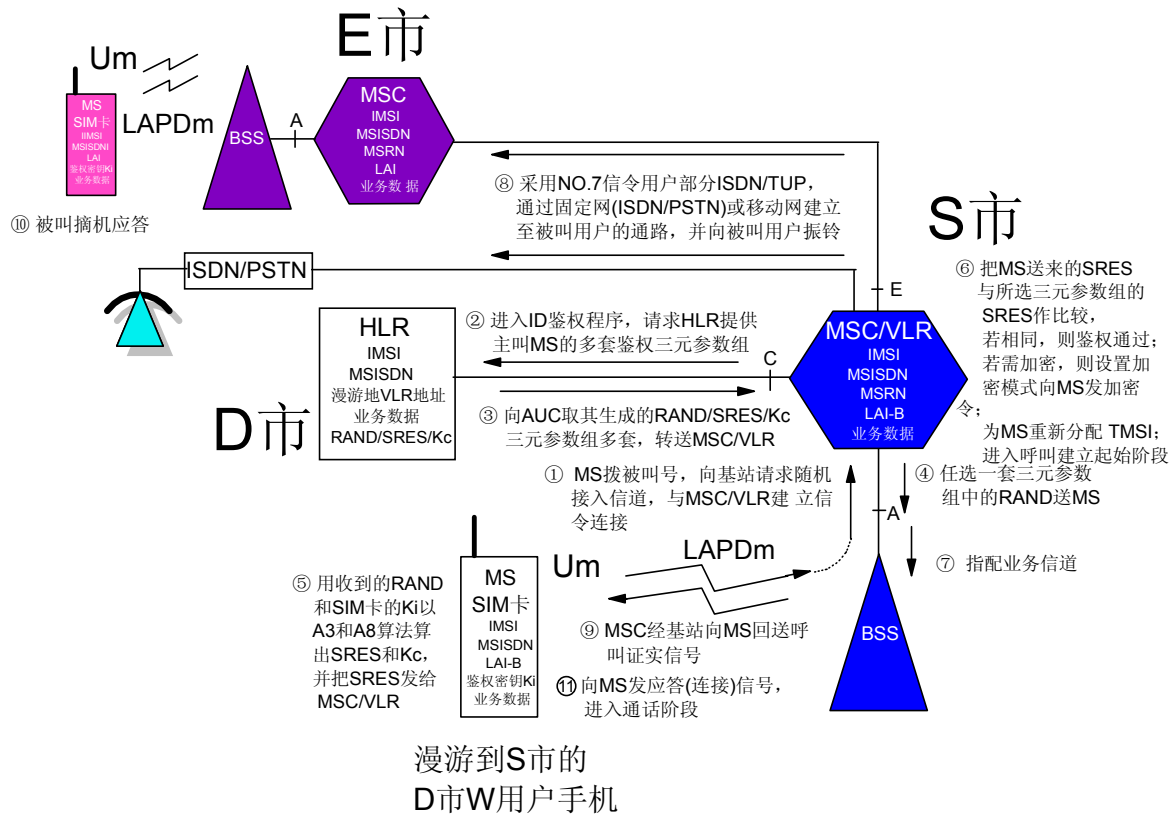 E市
Um
LAPDm
MS
SIM卡
IIMSI
MSISDNI
LAI
鉴权密钥Ki
业务数据
BSS
A
MSC
IMSI
MSISDN
MSRN
LAI
业务数 据
⑩ 被叫摘机应答
⑧ 采用NO.7信令用户部分ISDN/TUP,
通过固定网(ISDN/PSTN)或移动网建立
至被叫用户的通路，并向被叫用户振铃
S市
ISDN/PSTN
E
⑥ 把MS送来的SRES
与所选三元参数组的
SRES作比较,
若相同，则鉴权通过；
若需加密，则设置加
密模式向MS发加密
令；
为MS重新分配 TMSI；
进入呼叫建立起始阶段
D市
HLR
IMSI
MSISDN
漫游地VLR地址
业务数据
RAND/SRES/Kc
② 进入ID鉴权程序，请求HLR提供
主叫MS的多套鉴权三元参数组
C
③ 向AUC取其生成的RAND/SRES/Kc
三元参数组多套，转送MSC/VLR
MSC/VLR
IMSI
MSISDN
MSRN
LAI-B
业务数据
① MS拨被叫号，向基站请求随机
接入信道，与MSC/VLR建 立信
令连接
④ 任选一套三元参数
组中的RAND送MS
A
⑦ 指配业务信道
BSS
⑤ 用收到的RAND
和SIM卡的Ki以
A3和A8算法算
出SRES和Kc,
并把SRES发给
MSC/VLR
MS
SIM卡
IMSI
MSISDN
LAI-B
鉴权密钥Ki
业务数据
Um
LAPDm
⑨ MSC经基站向MS回送呼
叫证实信号
⑪ 向MS发应答(连接)信号，
进入通话阶段
漫游到S市的
D市W用户手机